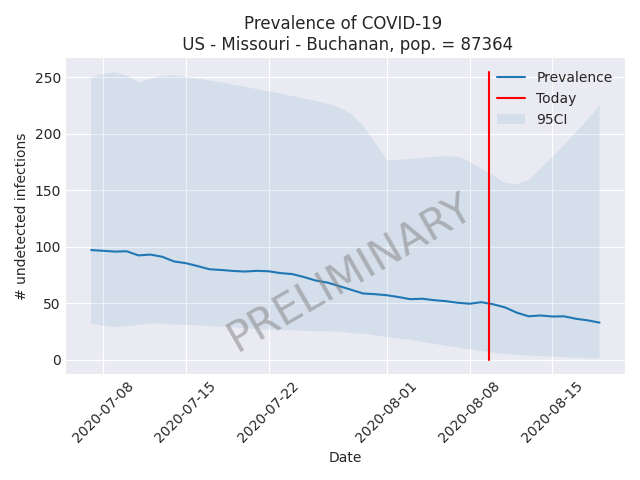 Prevalence of COVID-19
US - Missouri - Buchanan, pop. = 87364
# undetected infections
250
200
150
100
50
0
Prevalence
Today
95CI
PRELIMINARY
2020-07-08
2020-07-15
2020-07-22
2020-08-01
2020-08-08
2020-08-15
Date